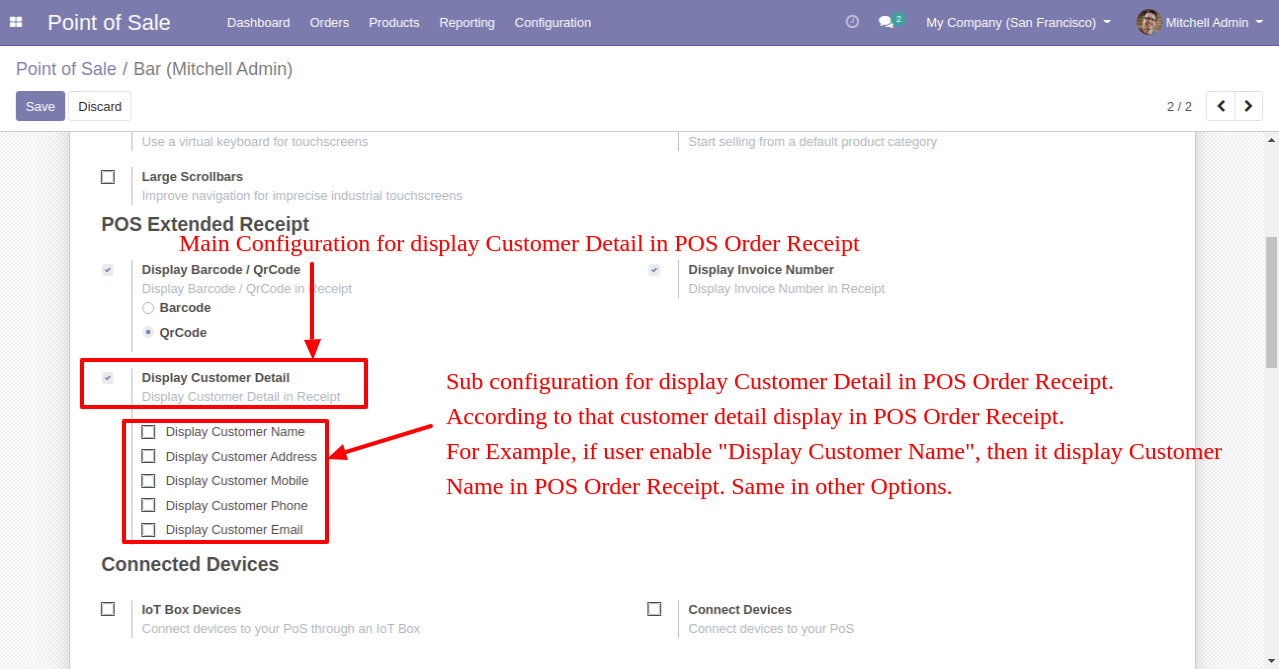 Point of Sale Dashboard Orders Products Reporting Configuration 2 My Company (San Francisco) Mitchell Admin
Point of Sale / Bar (Mitchell Admin)
Save Discard 2 / 2
Use a virtual keyboard for touchscreens Start selling from a default product category
Large Scrollbars
Improve navigation for imprecise industrial touchscreens
POS Extended Receipt
Main Configuration for display Customer Detail in POS Order Receipt
Display Barcode / QrCode Display Invoice Number
Display Barcode / QrCode in Receipt Display Invoice Number in Receipt
Barcode
QrCode
Display Customer Detail
Display Customer Detail in Receipt
Sub configuration for display Customer Detail in POS Order Receipt.
According to that customer detail display in POS Order Receipt.
For Example, if user enable "Display Customer Name", then it display Customer
Name in POS Order Receipt. Same in other Options.
Display Customer Name
Display Customer Address
Display Customer Mobile
Display Customer Phone
Display Customer Email
Connected Devices
IoT Box Devices Connect Devices
Connect devices to your PoS through an IoT Box Connect devices to your PoS